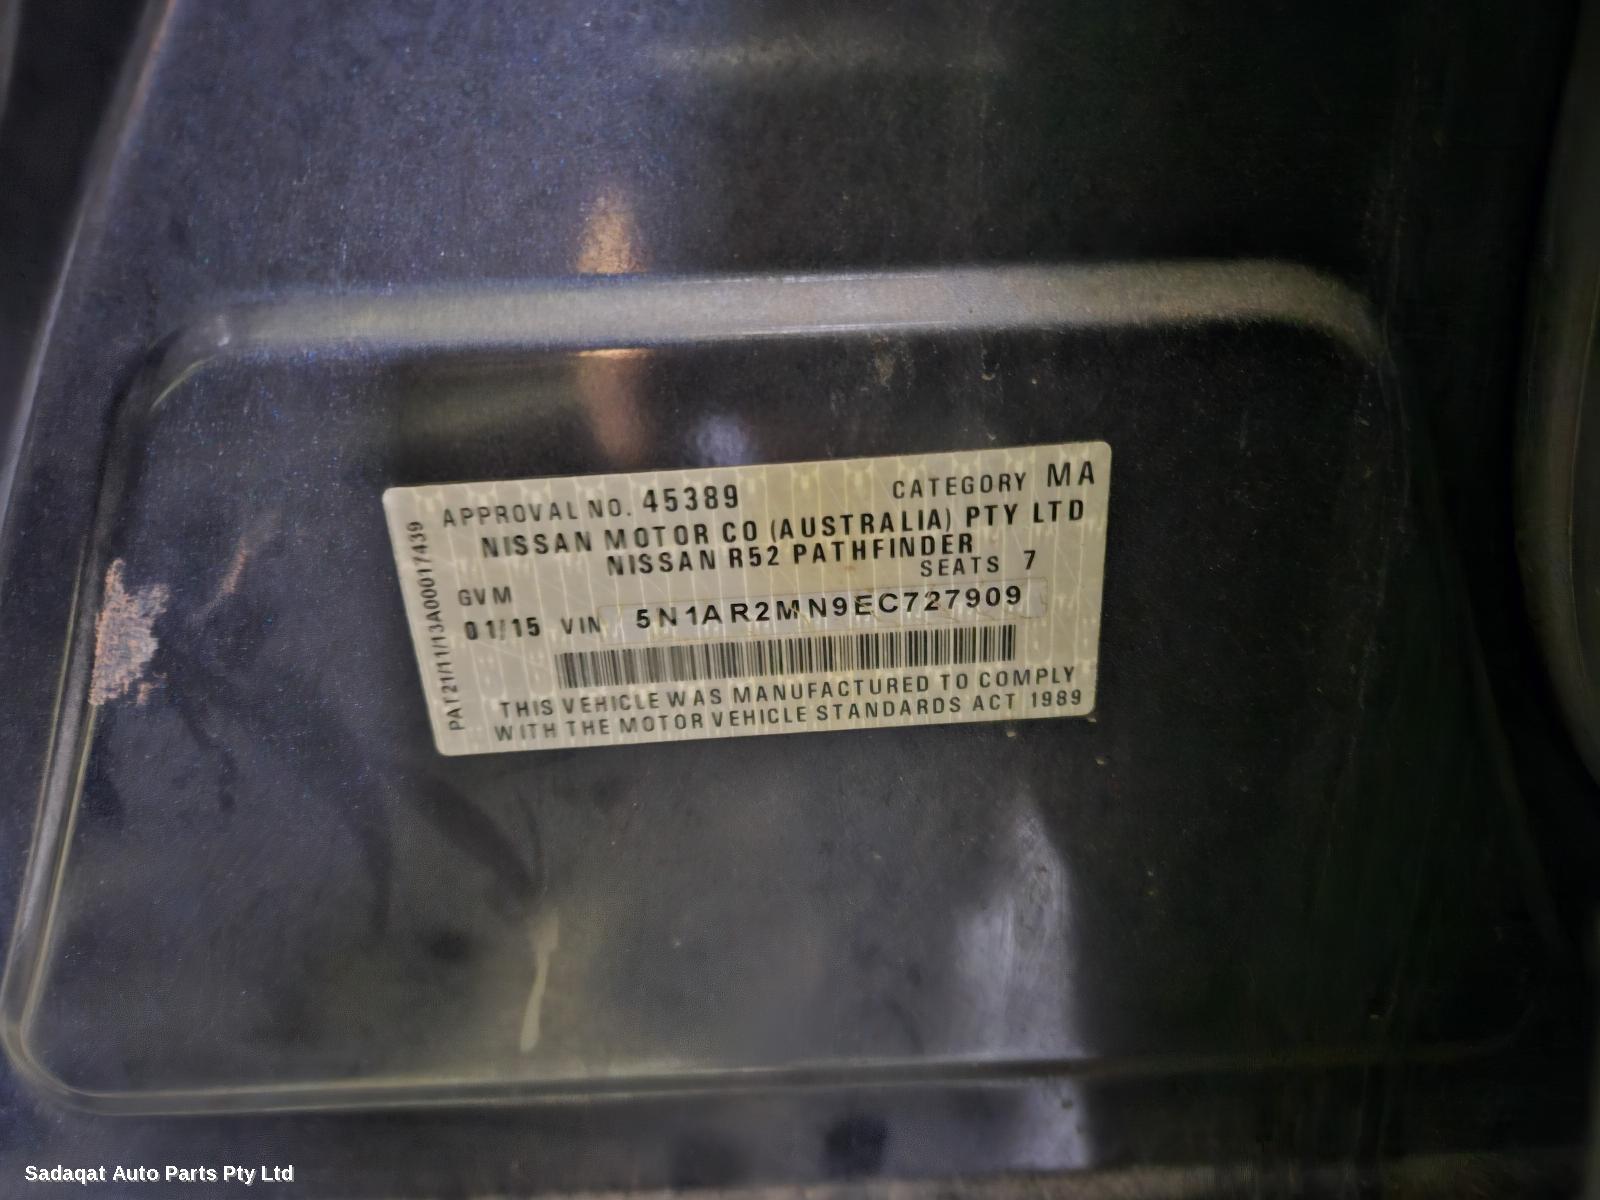 APPROVAL NO. 45389 CATEGORY MA
NISSAN MOTOR CO (AUSTRALIA) PTY LTD
NISSAN R52 PATHFINDER
SEATS 7
GVM
01/15 VIN 5N1AR2MN9EC727909
THIS VEHICLE WAS MANUFACTURED TO COMPLY
WITH THE MOTOR VEHICLE STANDARDS ACT 1989
PAT21/11/13A00017439
Sadaqat Auto Parts Pty Ltd